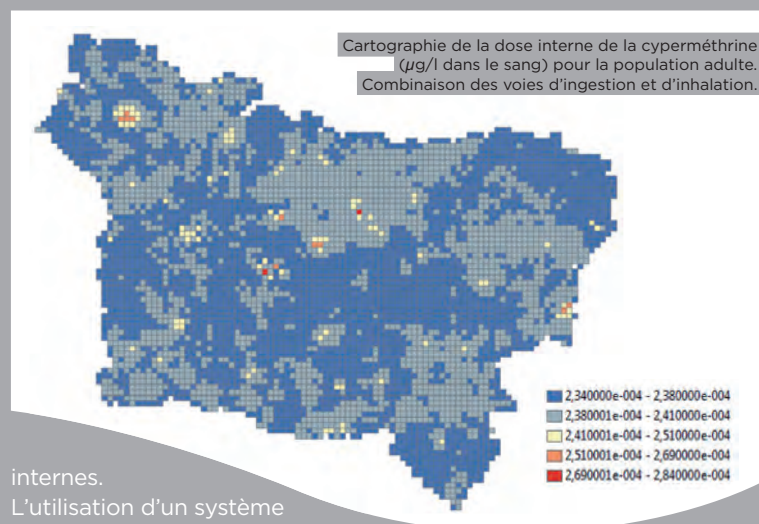 Cartographie de la dose interne de la cyperméthrine
(µg/l dans le sang) pour la population adulte.
Combinaison des voies d'ingestion et d'inhalation.
2,340000e-004 - 2,380000e-004
2,380001e-004 - 2,410000e-004
2,410001e-004 - 2,510000e-004
2,510001e-004 - 2,690000e-004
2,690001e-004 - 2,840000e-004
internes.
L'utilisation d'un système